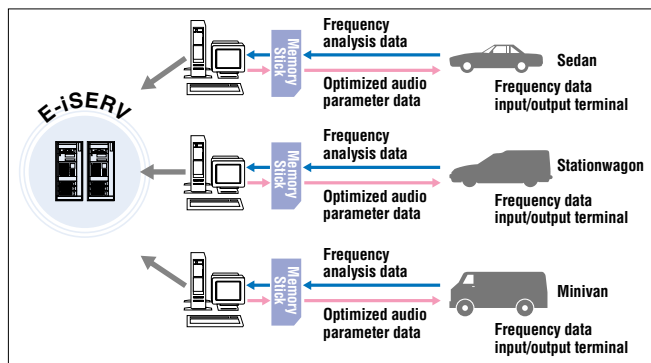 E-iSERV
Frequency
analysis data
Memory
Stick
Optimized audio
parameter data
Sedan
Frequency data
input/output terminal
Frequency
analysis data
Memory
Stick
Optimized audio
parameter data
Stationwagon
Frequency data
input/output terminal
Frequency
analysis data
Memory
Stick
Optimized audio
parameter data
Minivan
Frequency data
input/output terminal